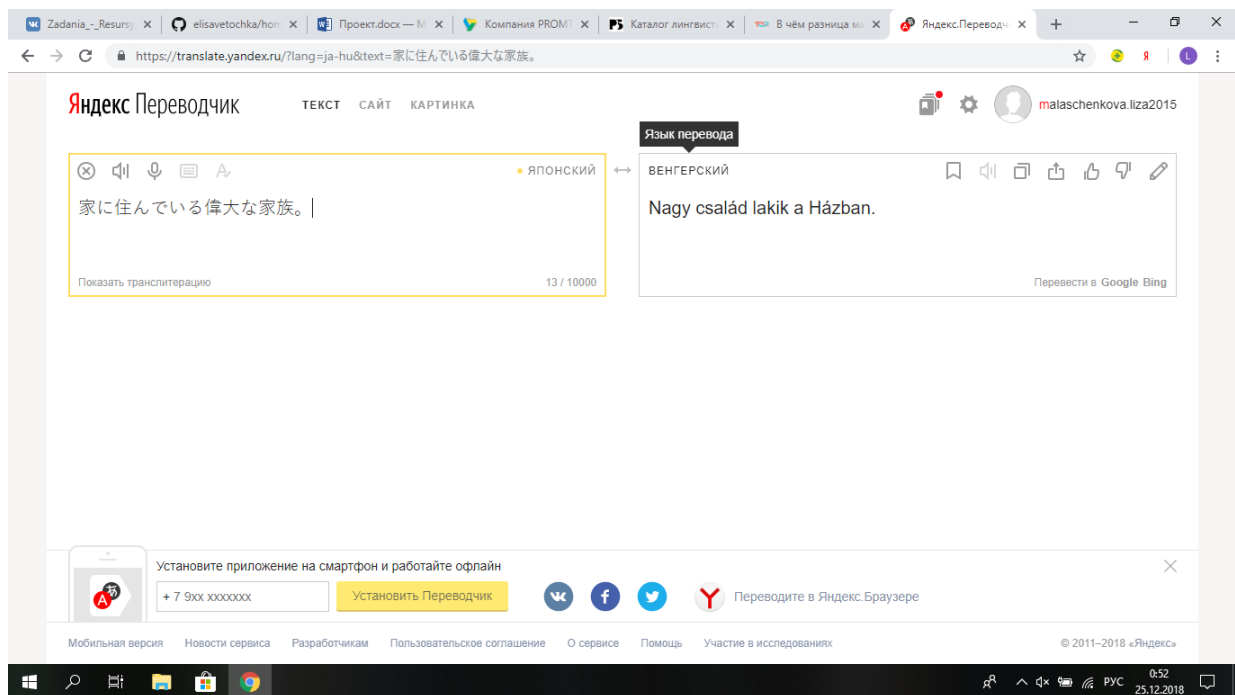 Zadania_-_Resursy
elisavetochka/hom
Проект.docx — M
Компания PROMT
Каталог лингвисти
В чём разница ма
Яндекс.Переводч
https://translate.yandex.ru/?lang=ja-hu&text=家に住んでいる偉大な家族。
Яндекс Переводчик
ТЕКСТ САЙТ КАРТИНКА
malaschenkova.liza2015
Язык перевода
ЯПОНСКИЙ
ВЕНГЕРСКИЙ
家に住んでいる偉大な家族。
Nagy család lakik a Házban.
Показать транслитерацию
13 / 10000
Перевести в Google Bing
Установите приложение на смартфон и работайте офлайн
+ 7 9xx xxxxxxx
Установить Переводчик
Переводите в Яндекс.Браузере
Мобильная версия Новости сервиса Разработчикам Пользовательское соглашение О сервисе Помощь Участие в исследованиях
© 2011–2018 «Яндекс»
РУС
0:52
25.12.2018